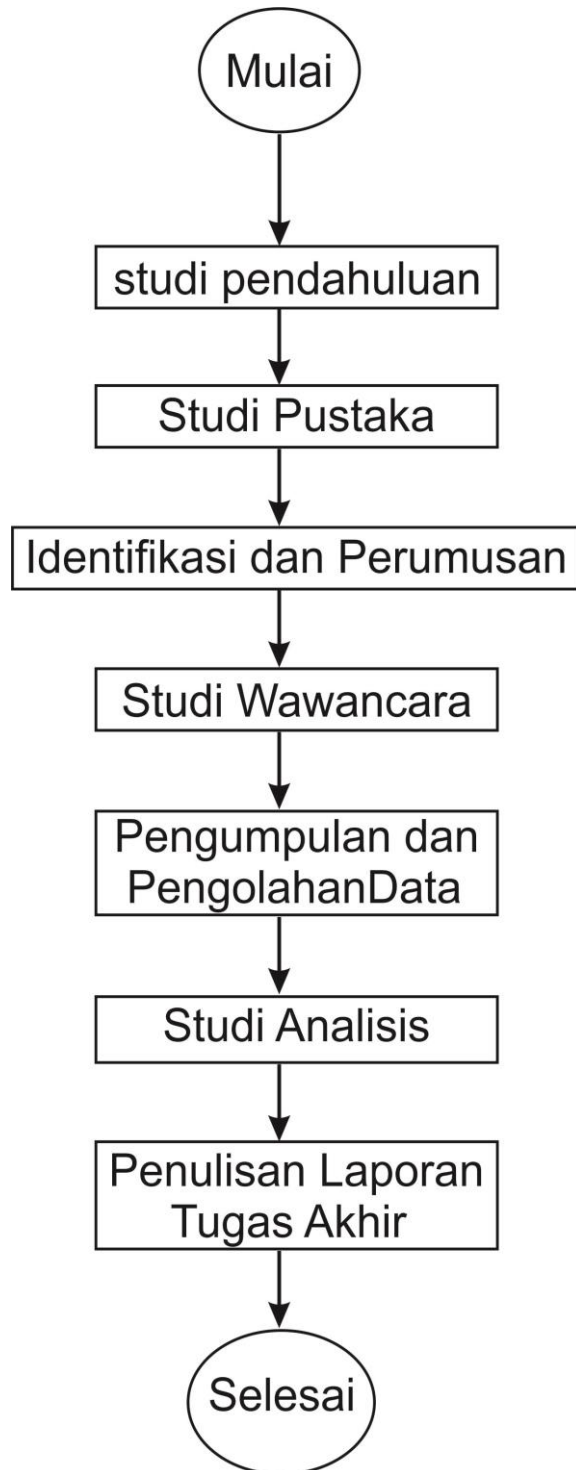 Mulai
studi pendahuluan
Studi Pustaka
Identifikasi dan Perumusan
Studi Wawancara
Pengumpulan dan
PengolahanData
Studi Analisis
Penulisan Laporan
Tugas Akhir
Selesai